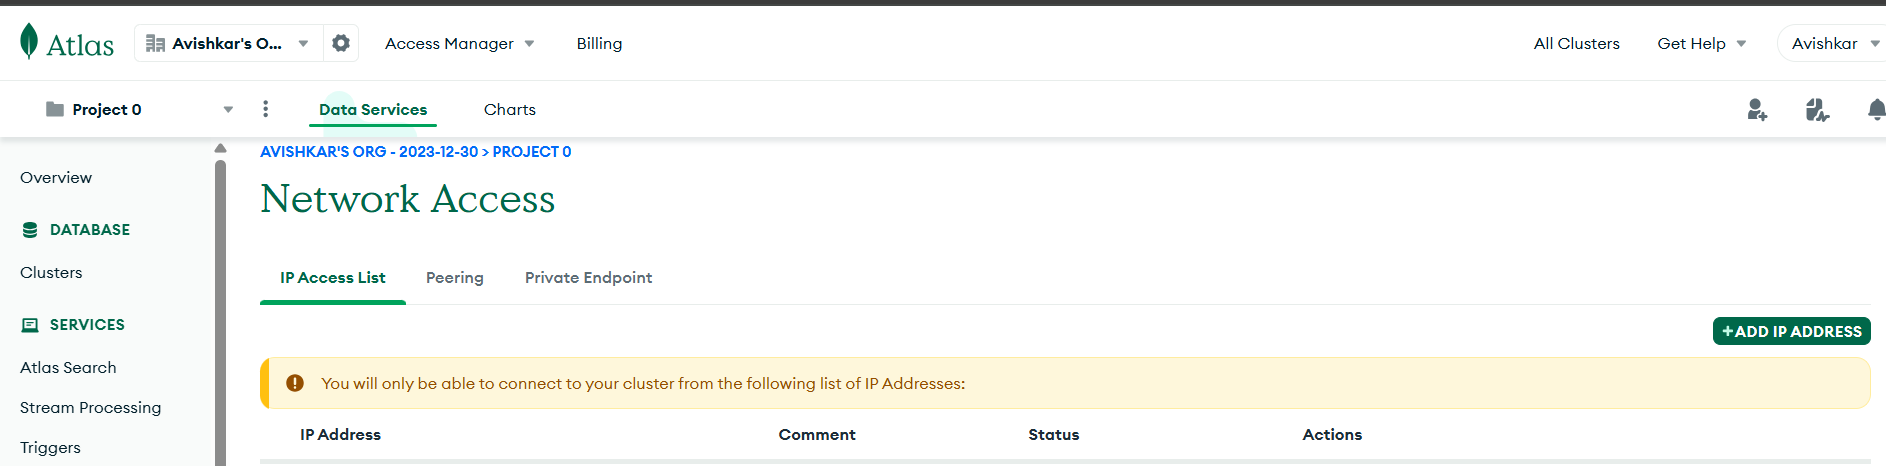 Atlas
Avishkar's O...
Access Manager
Billing
All Clusters
Get Help
Avishkar
Project 0
Data Services
Charts
AVISHKAR'S ORG - 2023-12-30 > PROJECT 0
Overview
Network Access
DATABASE
Clusters
IP Access List
Peering
Private Endpoint
SERVICES
+ADD IP ADDRESS
Atlas Search
You will only be able to connect to your cluster from the following list of IP Addresses:
Stream Processing
IP Address
Comment
Status
Actions
Triggers